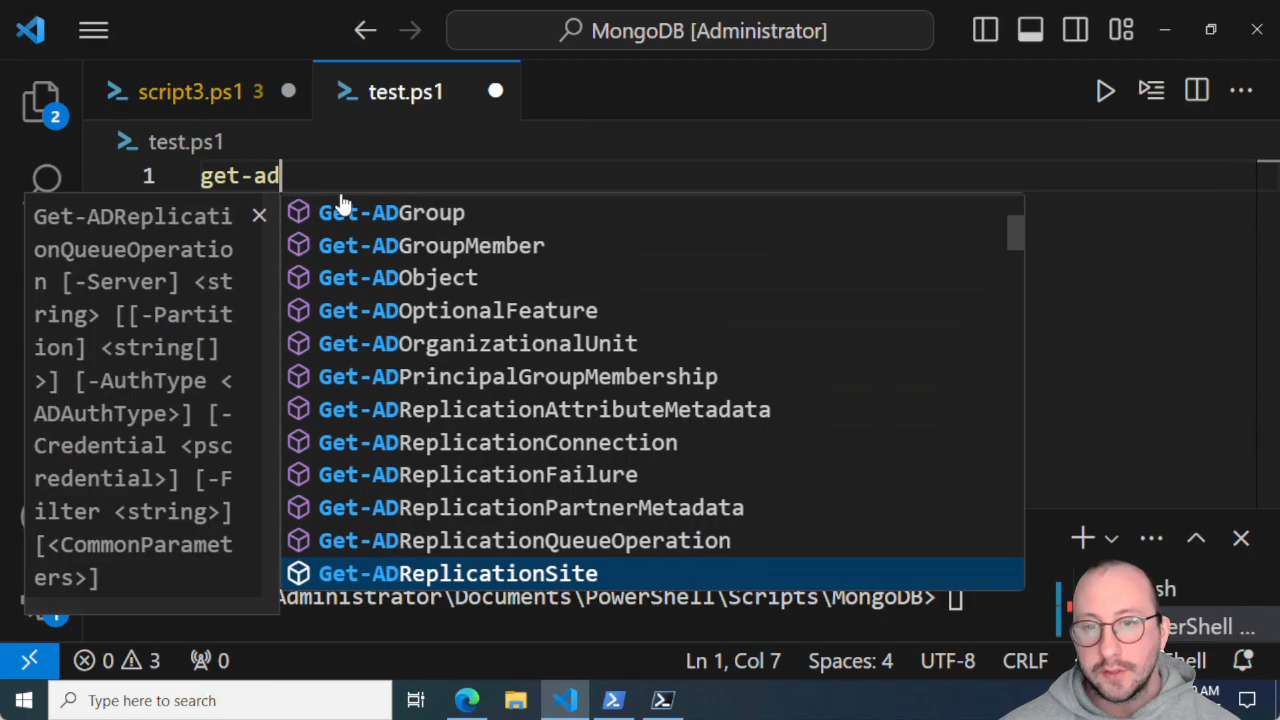 MongoDB [Administrator]
script3.ps1 3
test.ps1
2
test.ps1
1 get-ad
Get-ADReplicati
onQueueOperatio
n [-Server] <st
ring> [[-Partit
ion] <string[]
>] [-AuthType <
ADAuthType>] [-
Credential <psc
redential>] [-F
ilter <string>]
[<CommonParamet
ers>]
Get-ADGroup
Get-ADGroupMember
Get-ADObject
Get-ADOptionalFeature
Get-ADOrganizationalUnit
Get-ADPrincipalGroupMembership
Get-ADReplicationAttributeMetadata
Get-ADReplicationConnection
Get-ADReplicationFailure
Get-ADReplicationPartnerMetadata
Get-ADReplicationQueueOperation
Get-ADReplicationSite
Administrator\Documents\PowerShell\Scripts\MongoDB>
1
0 3 0
Ln 1, Col 7
Spaces: 4
UTF-8
CRLF
Type here to search